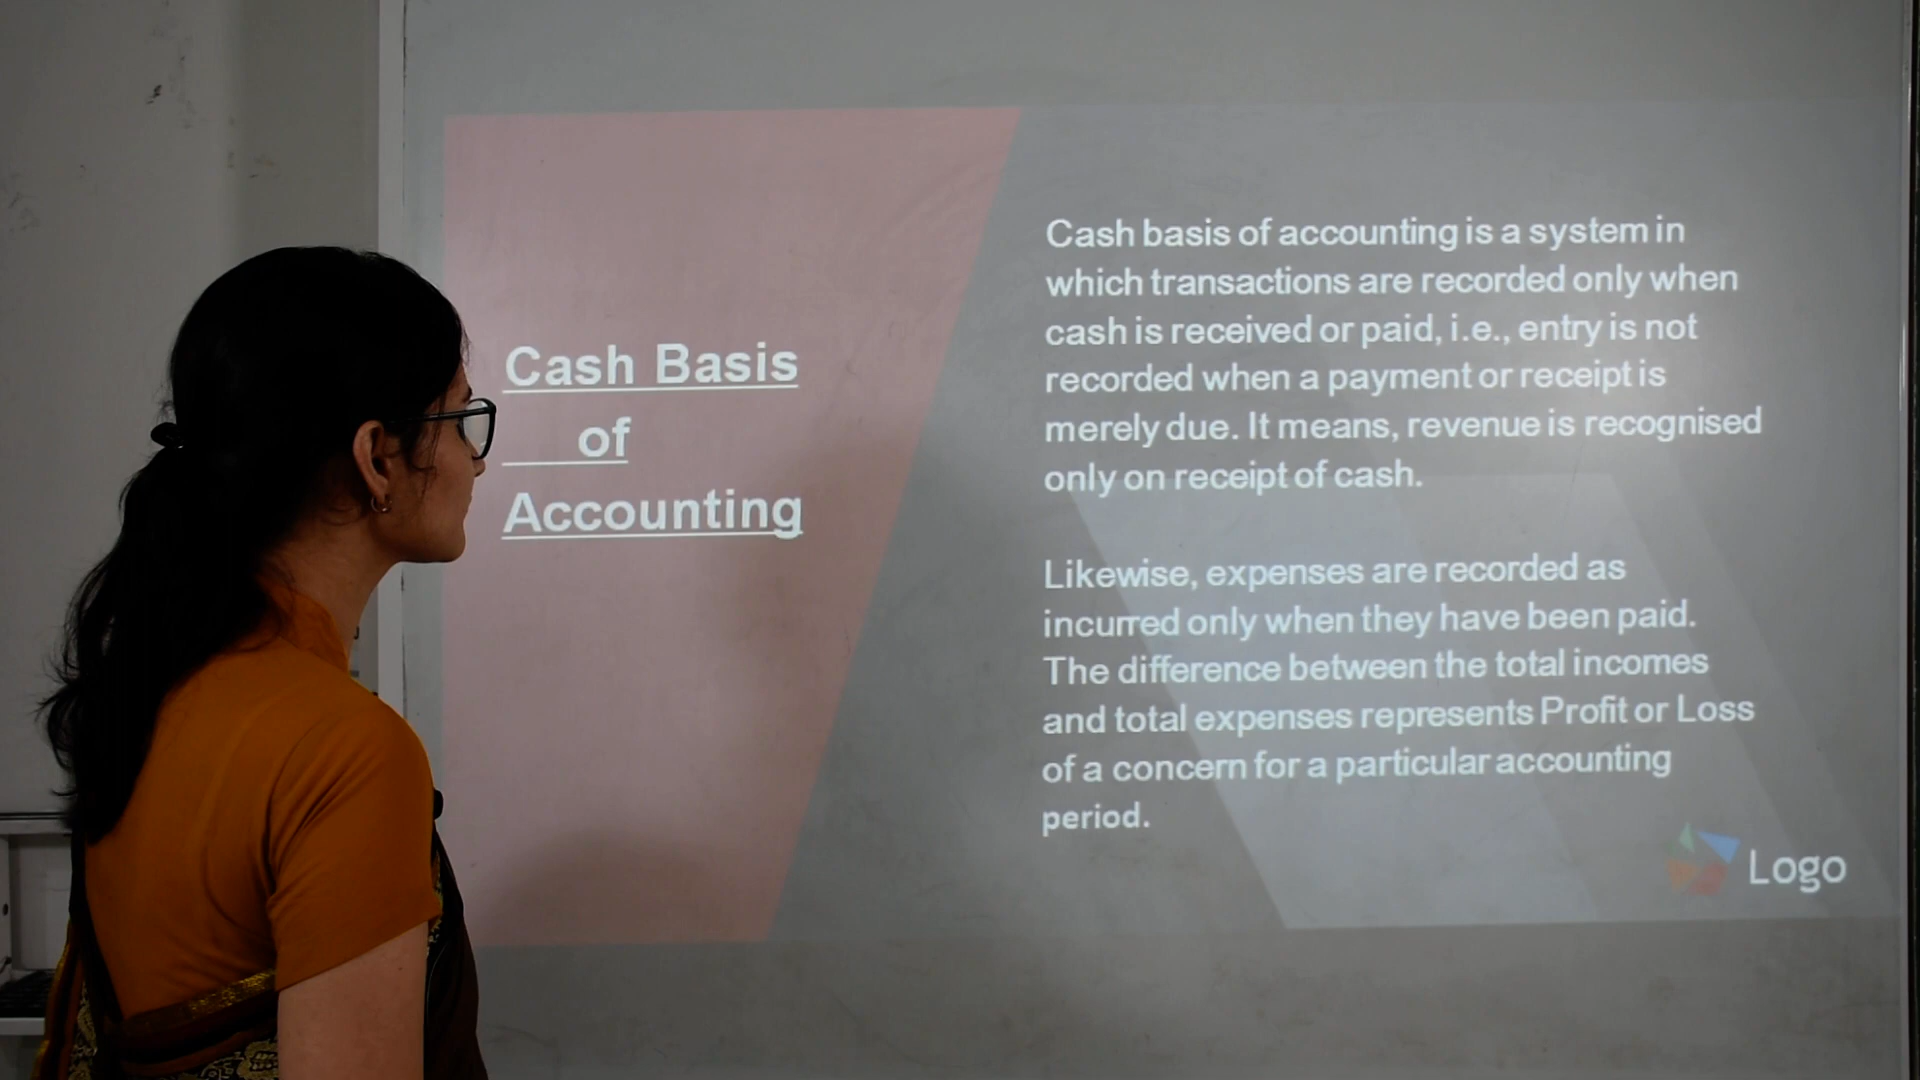 Cash Basis
of
Accounting
Cash basis of accounting is a system in
which transactions are recorded only when
cash is received or paid, i.e., entry is not
recorded when a payment or receipt is
merely due. It means, revenue is recognised
only on receipt of cash.
Likewise, expenses are recorded as
incurred only when they have been paid.
The difference between the total incomes
and total expenses represents Profit or Loss
of a concern for a particular accounting
period.
Logo